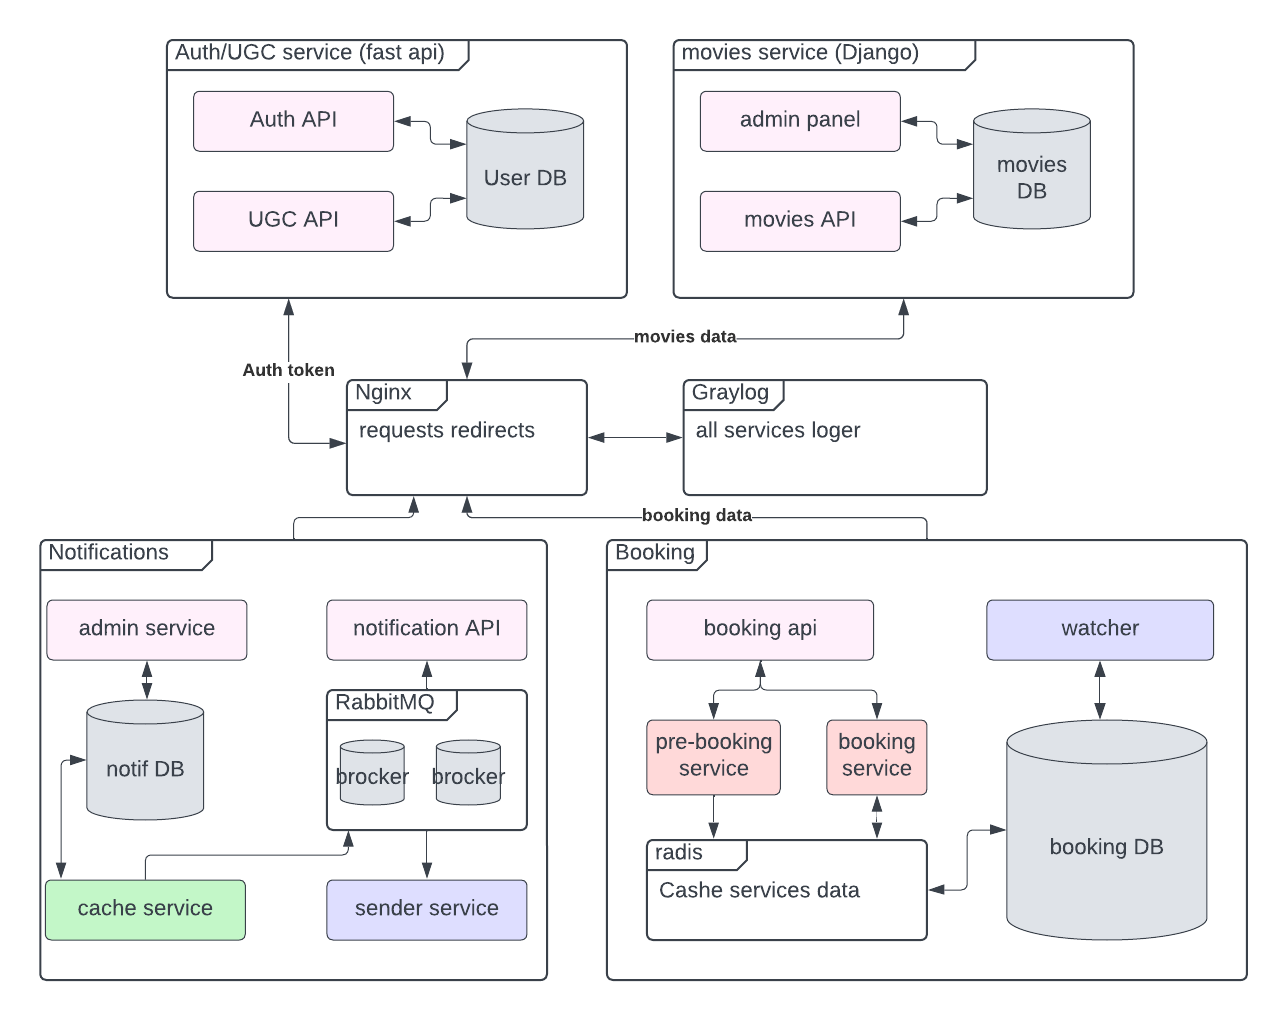 Auth/UGC service (fast api)
Auth API
User DB
UGC API
movies service (Django)
admin panel
movies
DB
movies API
movies data
Auth token
Nginx
requests redirects
Graylog
all services loger
booking data
Notifications
admin service
notification API
RabbitMQ
notif DB
brocker
brocker
cache service
sender service
Booking
booking api
watcher
pre-booking
service
booking
service
radis
Cashe services data
booking DB